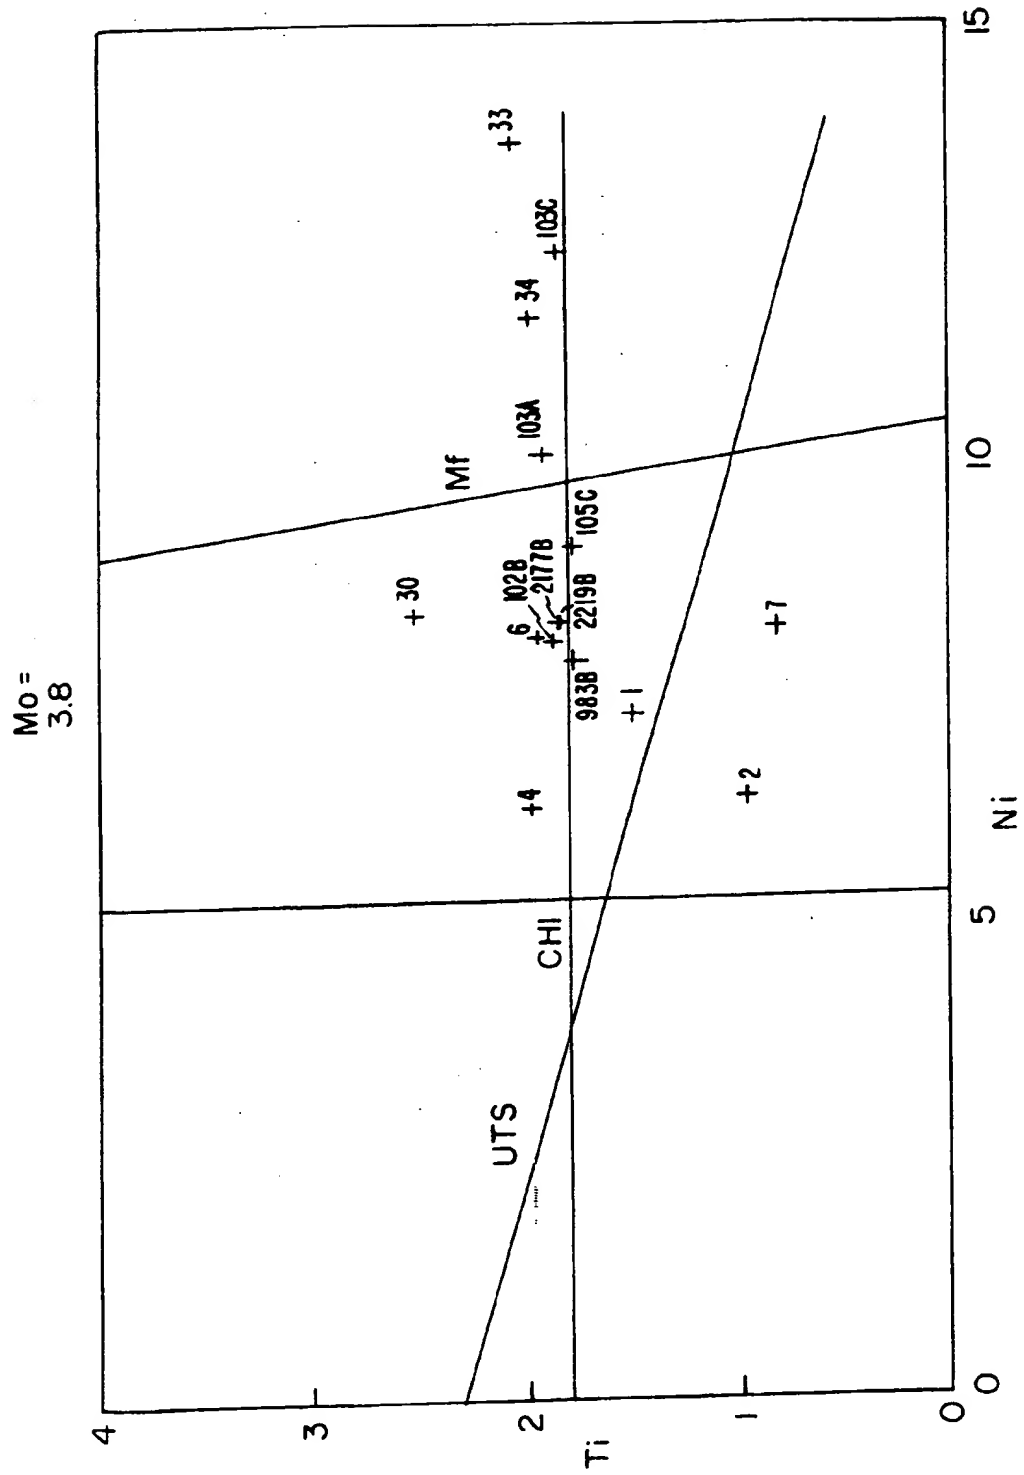 Mo =
3.8
4
3
2
1
0
Ti
0
5
10
15
Ni
UTS
CHI
Mf
+ 30
+4
6
102B
2177B
2219B
983B
105C
+ 1
+ 2
+ 7
+ 103A
+ 34
+ 103C
+ 33